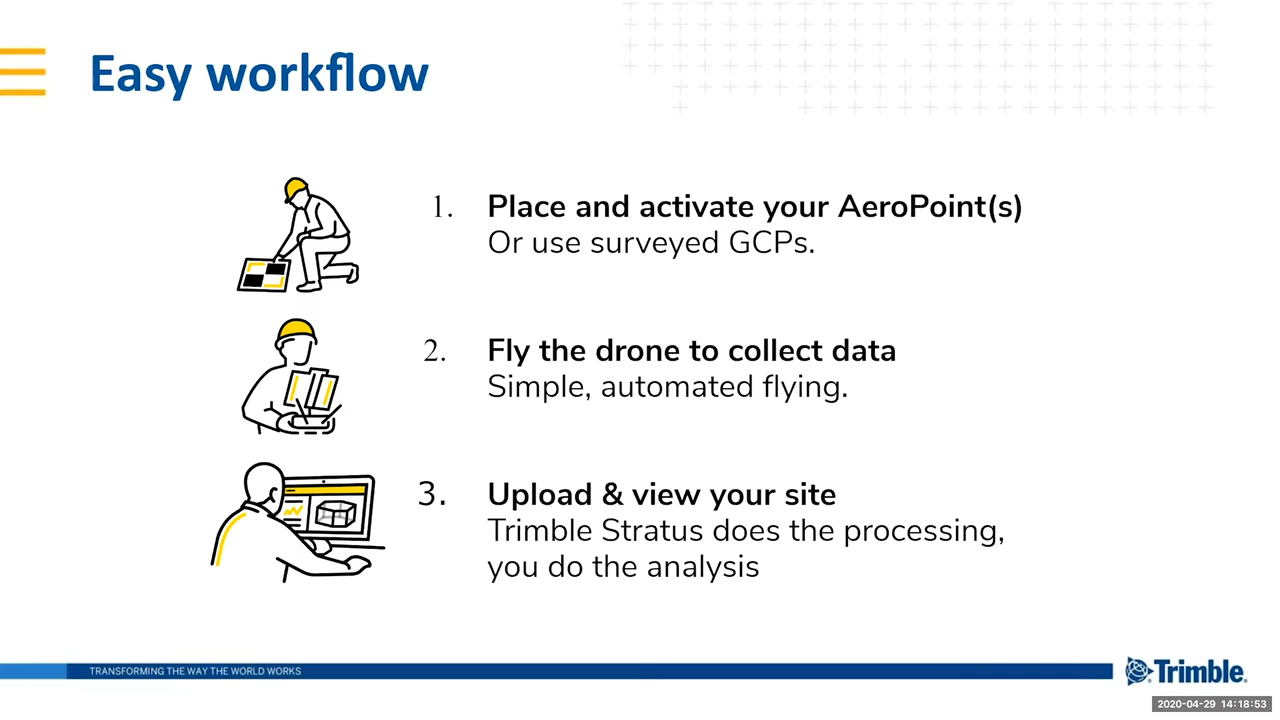 Easy workflow
1. Place and activate your AeroPoint(s)
Or use surveyed GCPs.
2. Fly the drone to collect data
Simple, automated flying.
3. Upload & view your site
Trimble Stratus does the processing,
you do the analysis
TRANSFORMING THE WAY THE WORLD WORKS
Trimble
2020-04-29 14:18:53